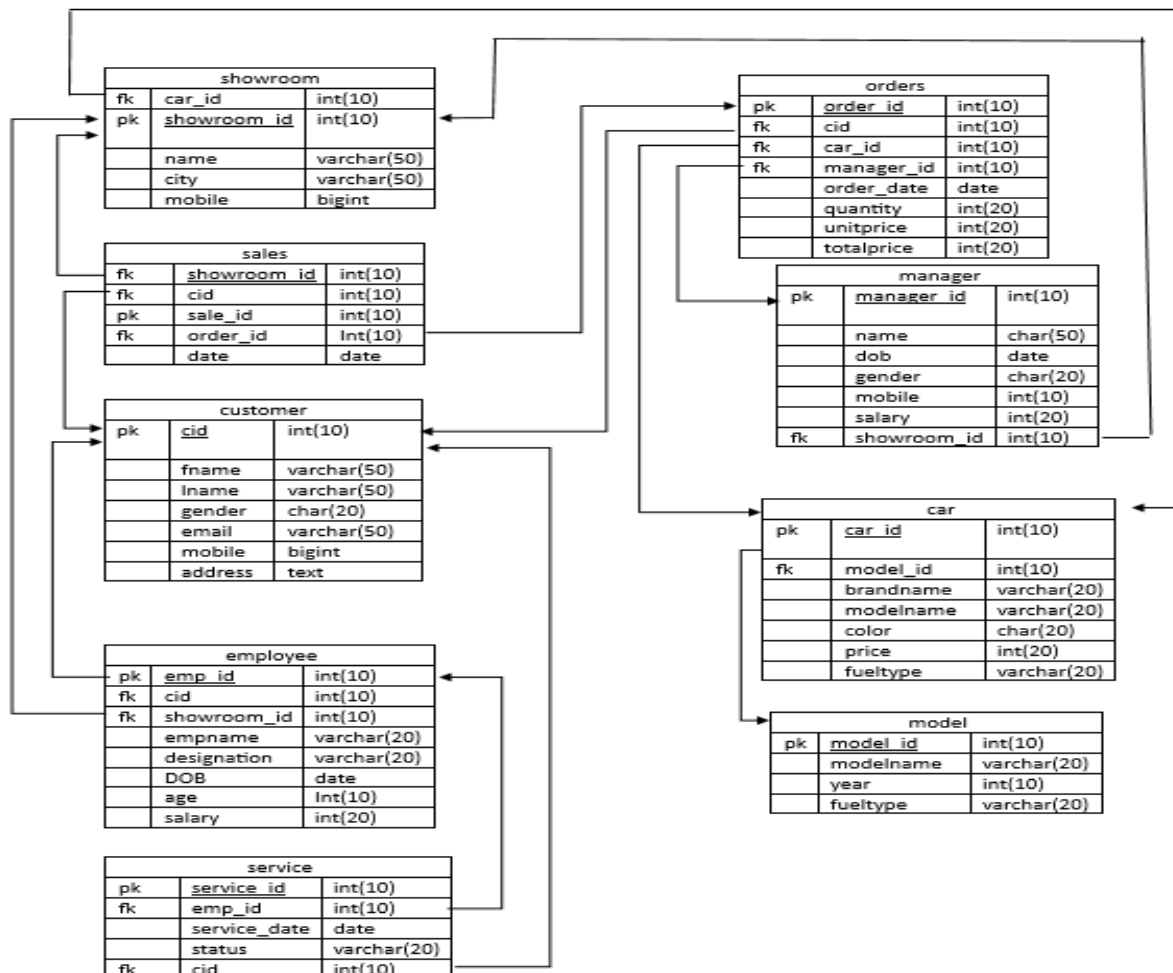 showroom
fk car_id int(10)
pk showroom_id int(10)
name varchar(50)
city varchar(50)
mobile bigint
sales
fk showroom_id int(10)
fk cid int(10)
pk sale_id int(10)
fk order_id Int(10)
date date
customer
pk cid int(10)
fname varchar(50)
lname varchar(50)
gender char(20)
email varchar(50)
mobile bigint
address text
employee
pk emp_id int(10)
fk cid int(10)
fk showroom_id int(10)
empname varchar(20)
designation varchar(20)
DOB date
age Int(10)
salary int(20)
service
pk service_id int(10)
fk emp_id int(10)
service_date date
status varchar(20)
fk cid int(10)
orders
pk order_id int(10)
fk cid int(10)
fk car_id int(10)
fk manager_id int(10)
order_date date
quantity int(20)
unitprice int(20)
totalprice int(20)
manager
pk manager_id int(10)
name char(50)
dob date
gender char(20)
mobile int(10)
salary int(20)
fk showroom_id int(10)
car
pk car_id int(10)
fk model_id int(10)
brandname varchar(20)
modelname varchar(20)
color char(20)
price int(20)
fueltype varchar(20)
model
pk model_id int(10)
modelname varchar(20)
year int(10)
fueltype varchar(20)